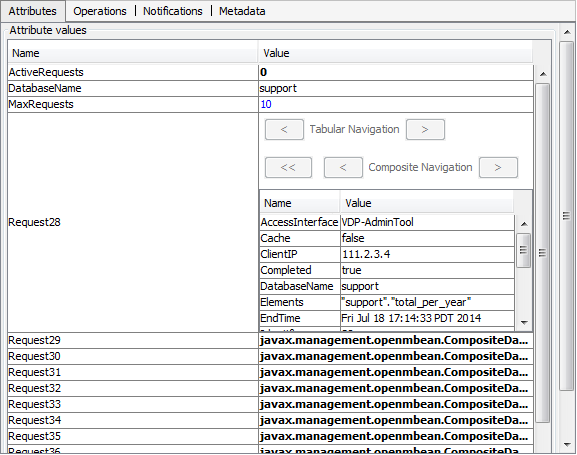 Attributes Operations Notifications Metadata
Attribute values
Name Value
ActiveRequests 0
DatabaseName support
MaxRequests 10
< Tabular Navigation >
<< < Composite Navigation >
Request28
Name Value
AccessInterface VDP-AdminTool
Cache false
ClientIP 111.2.3.4
Completed true
DatabaseName support
Elements "support"."total_per_year"
EndTime Fri Jul 18 17:14:33 PDT 2014
Request29 javax.management.openmbean.CompositeDa...
Request30 javax.management.openmbean.CompositeDa...
Request31 javax.management.openmbean.CompositeDa...
Request32 javax.management.openmbean.CompositeDa...
Request33 javax.management.openmbean.CompositeDa...
Request34 javax.management.openmbean.CompositeDa...
Request35 javax.management.openmbean.CompositeDa...
Request36 javax.management.openmbean.CompositeDa...